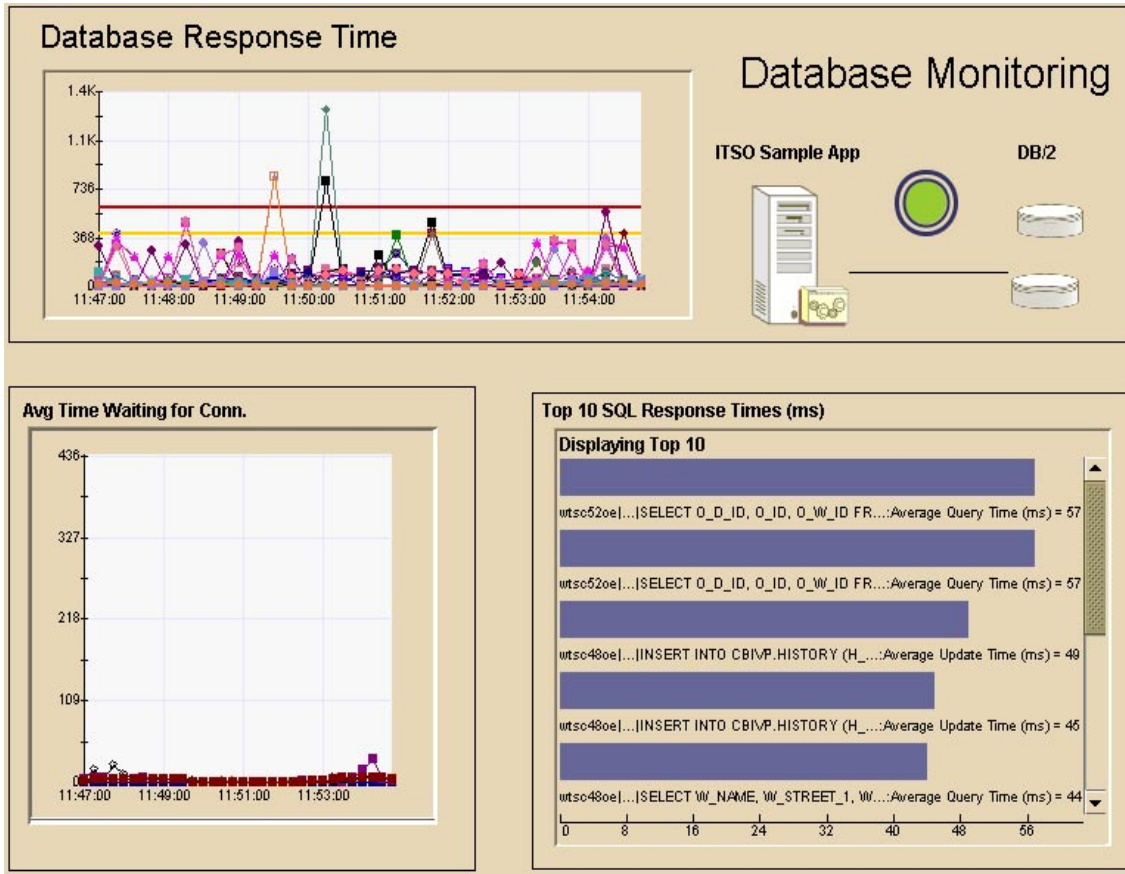 Database Response Time
Database Monitoring
1.4K
1.1K
736
368
0
11:47:00 11:48:00 11:49:00 11:50:00 11:51:00 11:52:00 11:53:00 11:54:00
ITSO Sample App
DB/2
Avg Time Waiting for Conn.
436
327
218
109
0
11:47:00 11:49:00 11:51:00 11:53:00
Top 10 SQL Response Times (ms)
Displaying Top 10
wtsc52oe|...|SELECT O_D_ID, O_ID, O_W_ID FR...:Average Query Time (ms) = 57
wtsc52oe|...|SELECT O_D_ID, O_ID, O_W_ID FR...:Average Query Time (ms) = 57
wtsc48oe|...|INSERT INTO CBIVP.HISTORY (H_...:Average Update Time (ms) = 49
wtsc48oe|...|INSERT INTO CBIVP.HISTORY (H_...:Average Update Time (ms) = 45
wtsc48oe|...|SELECT W_NAME, W_STREET_1, W...:Average Query Time (ms) = 44
0 8 16 24 32 40 48 56